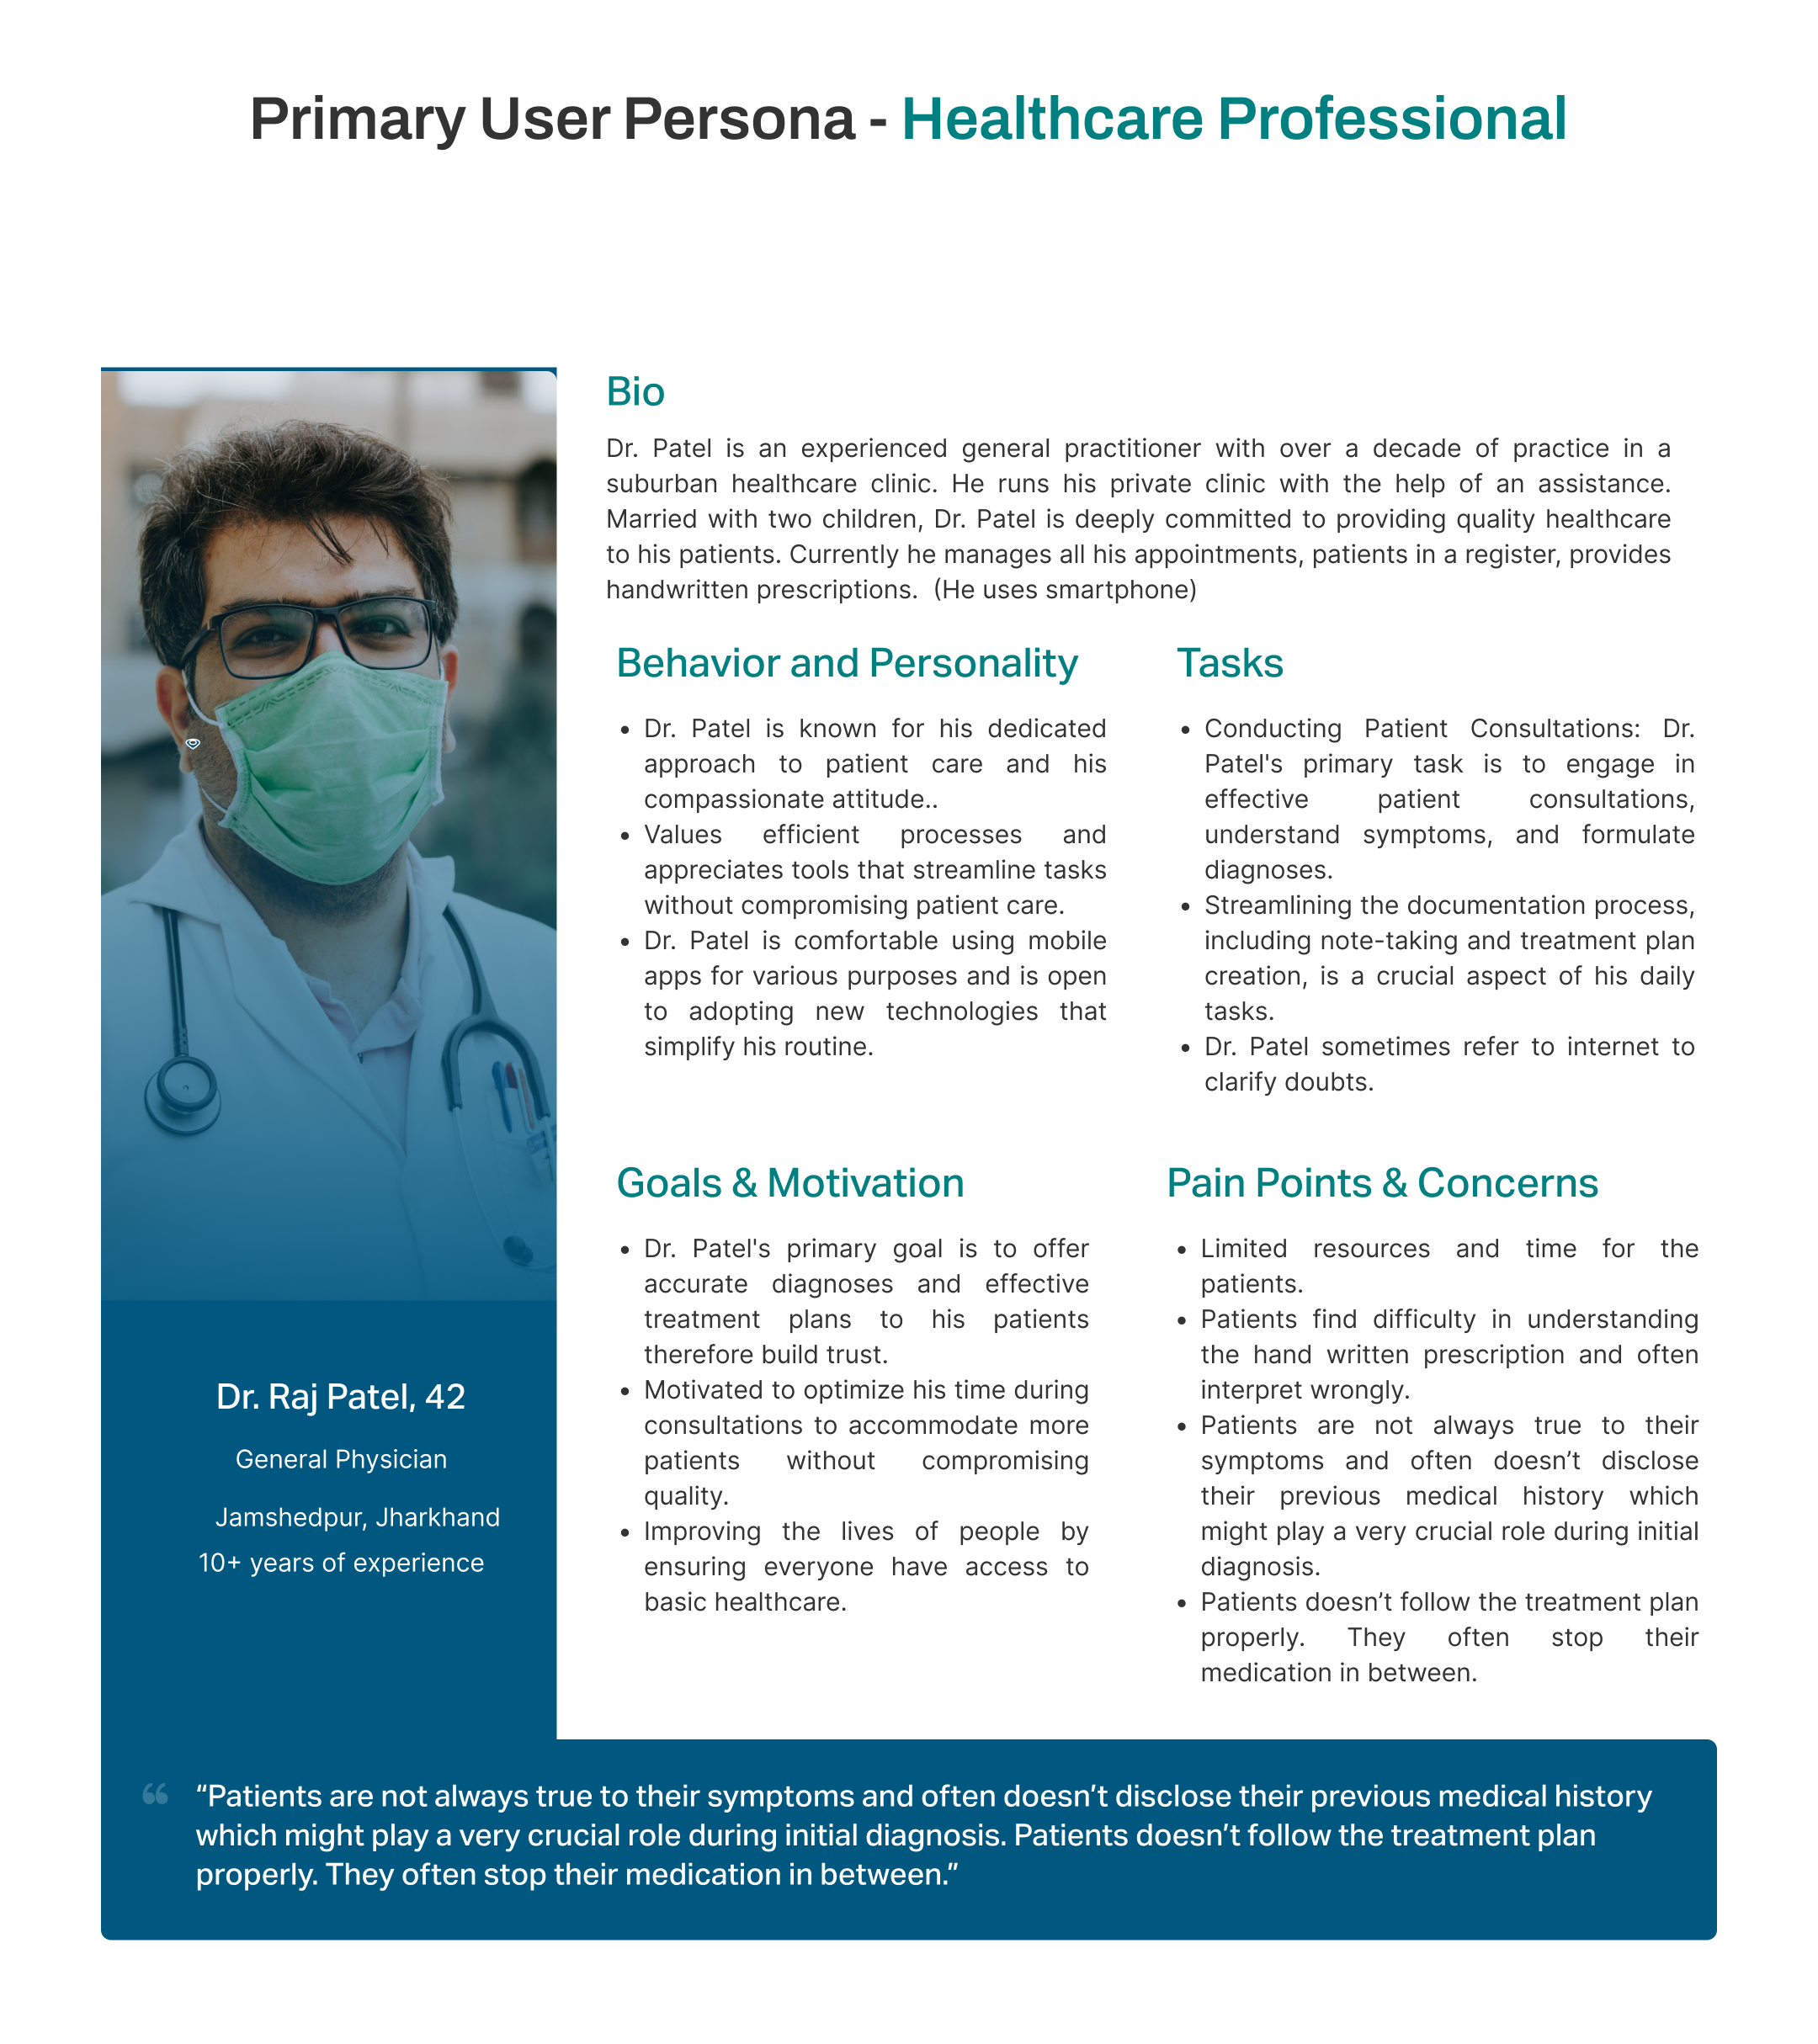 Primary User Persona - Healthcare Professional
Bio
Dr. Patel is an experienced general practitioner with over a decade of practice in a
suburban healthcare clinic. He runs his private clinic with the help of an assistance.
Married with two children, Dr. Patel is deeply committed to providing quality healthcare
to his patients. Currently he manages all his appointments, patients in a register, provides
handwritten prescriptions.  (He uses smartphone)
Behavior and Personality
• Dr. Patel is known for his dedicated
approach to patient care and his
compassionate attitude..
• Values efficient processes and
appreciates tools that streamline tasks
without compromising patient care.
• Dr. Patel is comfortable using mobile
apps for various purposes and is open
to adopting new technologies that
simplify his routine.
Tasks
• Conducting Patient Consultations: Dr.
Patel's primary task is to engage in
effective patient consultations,
understand symptoms, and formulate
diagnoses.
• Streamlining the documentation process,
including note-taking and treatment plan
creation, is a crucial aspect of his daily
tasks.
• Dr. Patel sometimes refer to internet to
clarify doubts.
Goals & Motivation
• Dr. Patel's primary goal is to offer
accurate diagnoses and effective
treatment plans to his patients
therefore build trust.
• Motivated to optimize his time during
consultations to accommodate more
patients without compromising
quality.
• Improving the lives of people by
ensuring everyone have access to
basic healthcare.
Pain Points & Concerns
• Limited resources and time for the
patients.
• Patients find difficulty in understanding
the hand written prescription and often
interpret wrongly.
• Patients are not always true to their
symptoms and often doesn’t disclose
their previous medical history which
might play a very crucial role during initial
diagnosis.
• Patients doesn’t follow the treatment plan
properly. They often stop their
medication in between.
Dr. Raj Patel, 42
General Physician
Jamshedpur, Jharkhand
10+ years of experience
“Patients are not always true to their symptoms and often doesn’t disclose their previous medical history
which might play a very crucial role during initial diagnosis. Patients doesn’t follow the treatment plan
properly. They often stop their medication in between.”